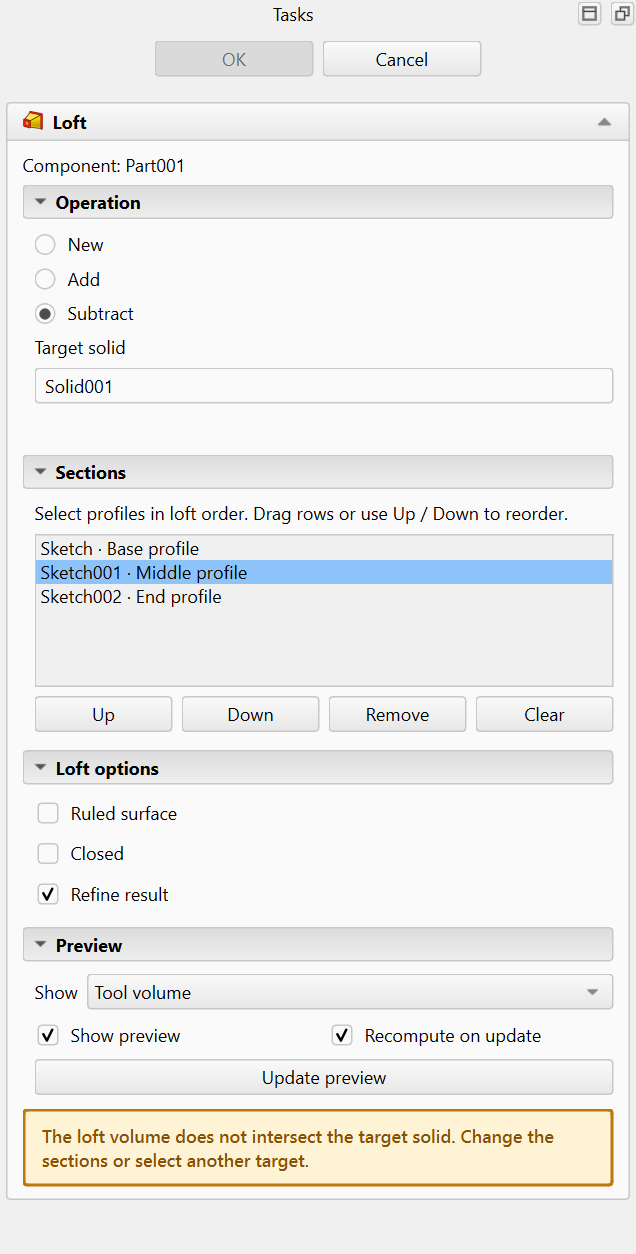 Tasks
OK
Cancel
Loft
Component: Part001
Operation
New
Add
Subtract
Target solid
Solid001
Sections
Select profiles in loft order. Drag rows or use Up / Down to reorder.
Sketch · Base profile
Sketch001 · Middle profile
Sketch002 · End profile
Up
Down
Remove
Clear
Loft options
Ruled surface
Closed
Refine result
Preview
Show
Tool volume
Show preview
Recompute on update
Update preview
The loft volume does not intersect the target solid. Change the
sections or select another target.